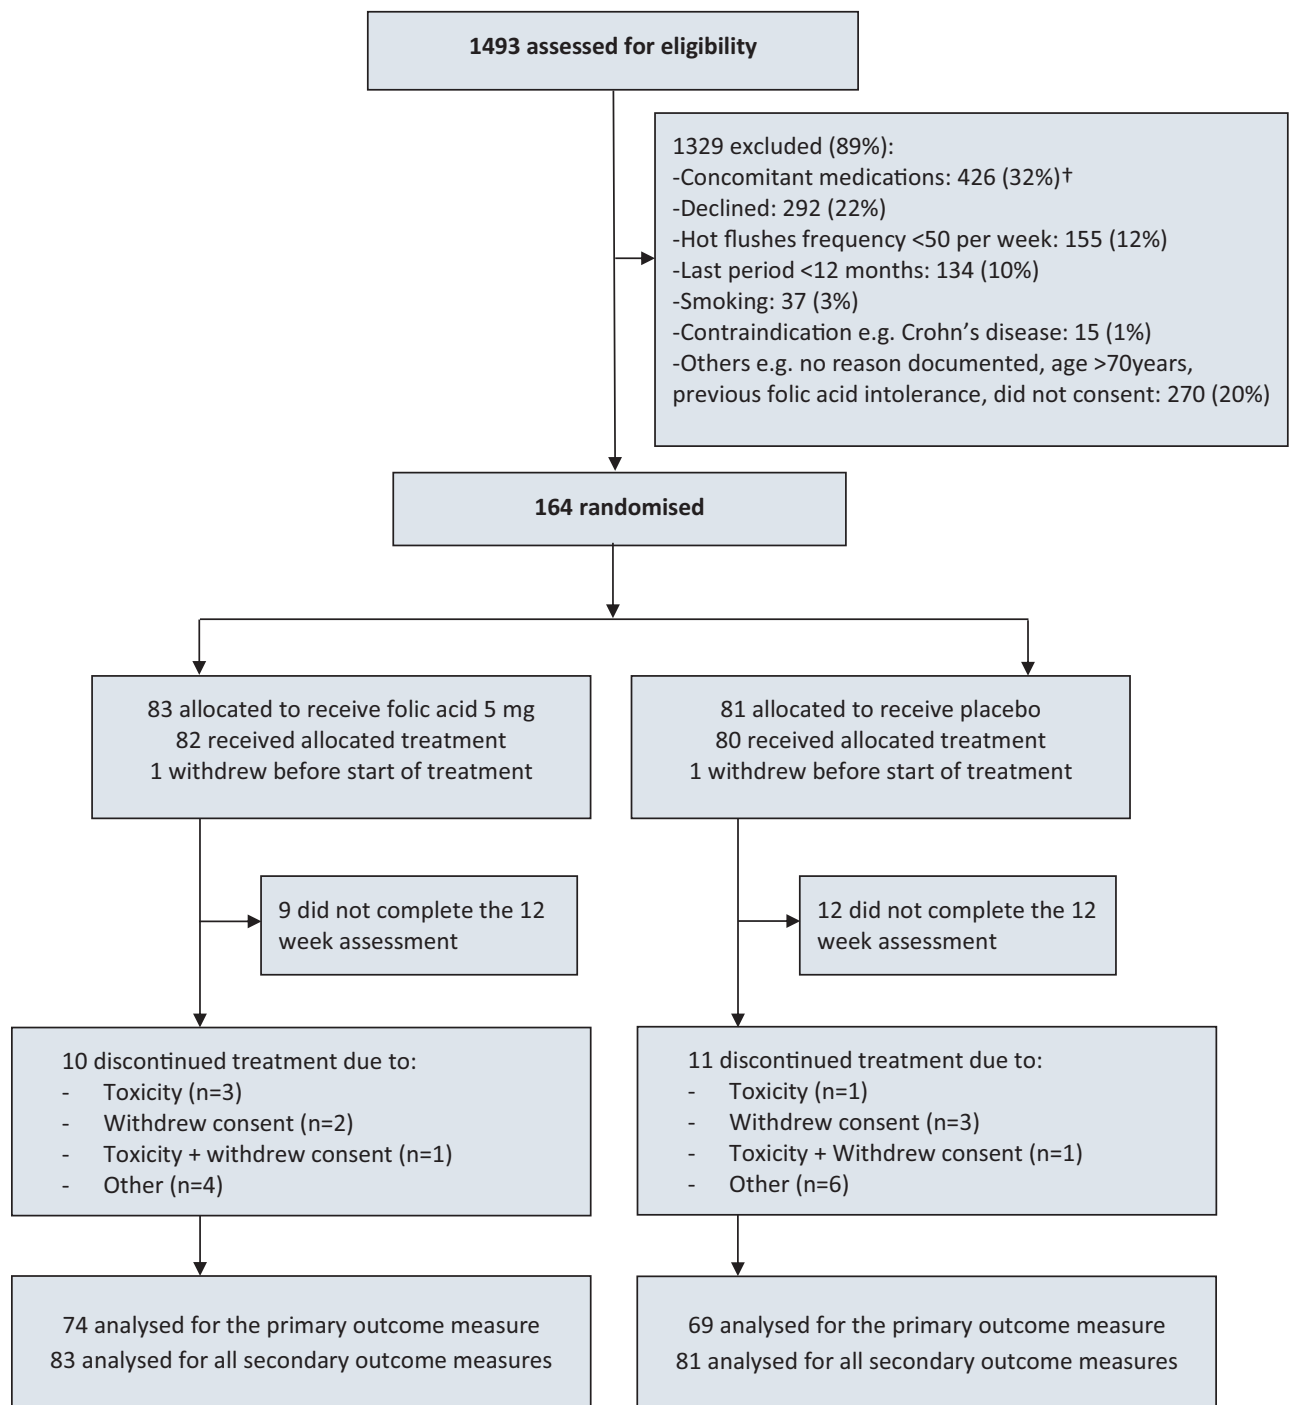 1493 assessed for eligibility
1329 excluded (89%):
-Concomitant medications: 426 (32%)†
-Declined: 292 (22%)
-Hot flushes frequency <50 per week: 155 (12%)
-Last period <12 months: 134 (10%)
-Smoking: 37 (3%)
-Contraindication e.g. Crohn's disease: 15 (1%)
-Others e.g. no reason documented, age >70years,
previous folic acid intolerance, did not consent: 270 (20%)
164 randomised
83 allocated to receive folic acid 5 mg
82 received allocated treatment
1 withdrew before start of treatment
81 allocated to receive placebo
80 received allocated treatment
1 withdrew before start of treatment
9 did not complete the 12
week assessment
12 did not complete the 12
week assessment
10 discontinued treatment due to:
- Toxicity (n=3)
- Withdrew consent (n=2)
- Toxicity + withdrew consent (n=1)
- Other (n=4)
11 discontinued treatment due to:
- Toxicity (n=1)
- Withdrew consent (n=3)
- Toxicity + Withdrew consent (n=1)
- Other (n=6)
74 analysed for the primary outcome measure
83 analysed for all secondary outcome measures
69 analysed for the primary outcome measure
81 analysed for all secondary outcome measures